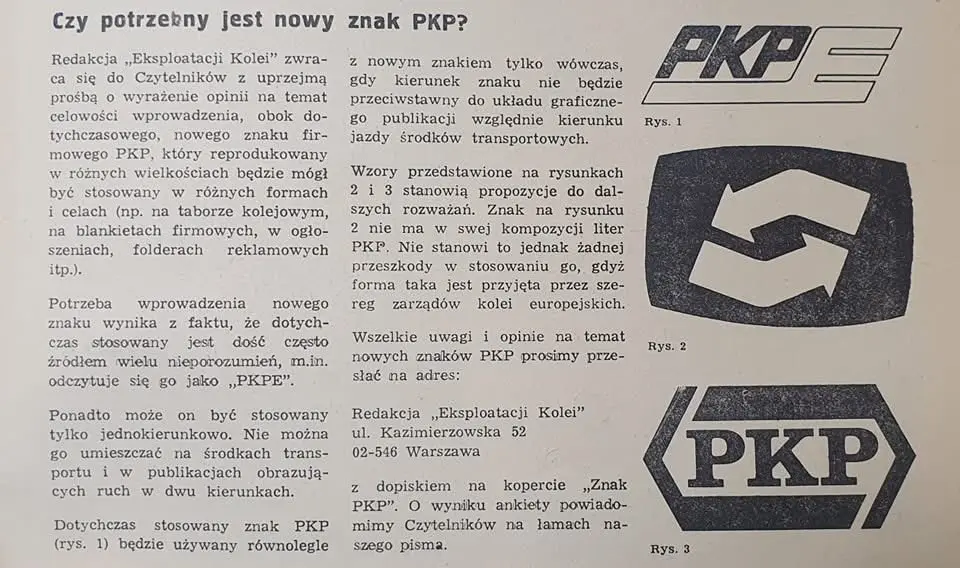 Czy potrzebny jest nowy znak PKP?
Redakcja „Eksploatacji Kolei” zwra-
ca się do Czytelników z uprzejmą
prośbą o wyrażenie opinii na temat
celowości wprowadzenia, obok do-
tychczasowego, nowego znaku fir-
mowego PKP, który reprodukowany
w różnych wielkościach będzie mógł
być stosowany w różnych formach
i celach (np. na taborze kolejowym,
na blankietach firmowych, w ogło-
szeniach, folderach reklamowych
itp.).
Potrzeba wprowadzenia nowego
znaku wynika z faktu, że dotych-
czas stosowany jest dość często
źródłem wielu nieporozumień, m.in.
odczytuje się go jako „PKPE”.
Ponadto może on być stosowany
tylko jednokierunkowo. Nie można
go umieszczać na środkach trans-
portu i w publikacjach obrazują-
cych ruch w dwu kierunkach.
Dotychczas stosowany znak PKP
(rys. 1) będzie używany równolegle
z nowym znakiem tylko wówczas,
gdy kierunek znaku nie będzie
przeciwstawny do układu graficzne-
go publikacji względnie kierunku
jazdy środków transportowych.
Wzory przedstawione na rysunkach
2 i 3 stanowią propozycje do dal-
szych rozważań. Znak na rysunku
2 nie ma w swej kompozycji liter
PKP. Nie stanowi to jednak żadnej
przeszkody w stosowaniu go, gdyż
forma taka jest przyjęta przez sze-
reg zarządów kolei europejskich.
Wszelkie uwagi i opinie na temat
nowych znaków PKP prosimy prze-
słać na adres:
Redakcja „Eksploatacji Kolei”
ul. Kazimierzowska 52
02-546 Warszawa
z dopiskiem na kopercie „Znak
PKP”. O wyniku ankiety powiado-
mimy Czytelników na łamach na-
szego pisma.
PKPE
Rys. 1
Rys. 2
PKP
Rys. 3